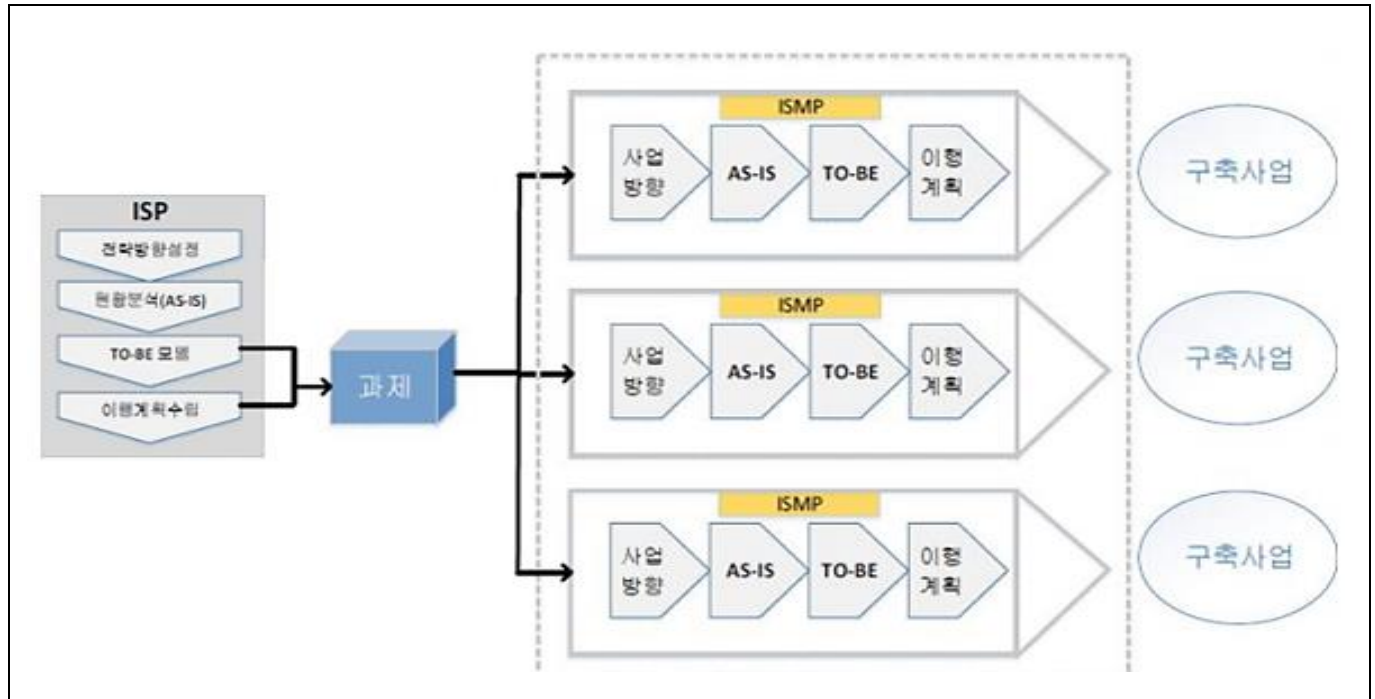 ISP
전략방향설정
현황분석(AS-IS)
TO-BE 모델
이행계획수립
과제
ISMP
사업
방향
AS-IS
TO-BE
이행
계획
구축사업
ISMP
사업
방향
AS-IS
TO-BE
이행
계획
구축사업
ISMP
사업
방향
AS-IS
TO-BE
이행
계획
구축사업